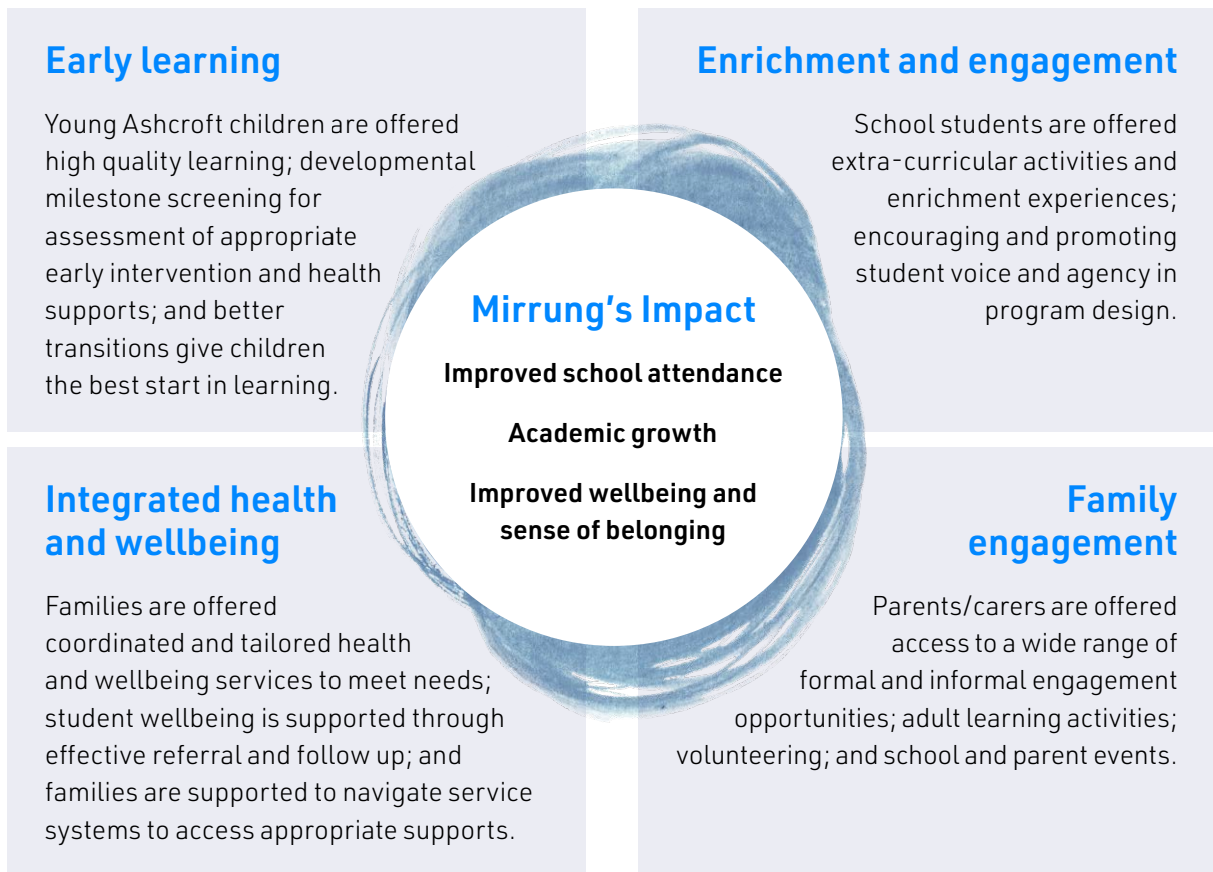 Early learning
Young Ashcroft children are offered
high quality learning; developmental
milestone screening for
assessment of appropriate
early intervention and health
supports; and better
transitions give children
the best start in learning.
Enrichment and engagement
School students are offered
extra-curricular activities and
enrichment experiences;
encouraging and promoting
student voice and agency in
program design.
Mirrung’s Impact
Improved school attendance
Academic growth
Improved wellbeing and
sense of belonging
Integrated health
and wellbeing
Families are offered
coordinated and tailored health
and wellbeing services to meet needs;
student wellbeing is supported through
effective referral and follow up; and
families are supported to navigate service
systems to access appropriate supports.
Family
engagement
Parents/carers are offered
access to a wide range of
formal and informal engagement
opportunities; adult learning activities;
volunteering; and school and parent events.